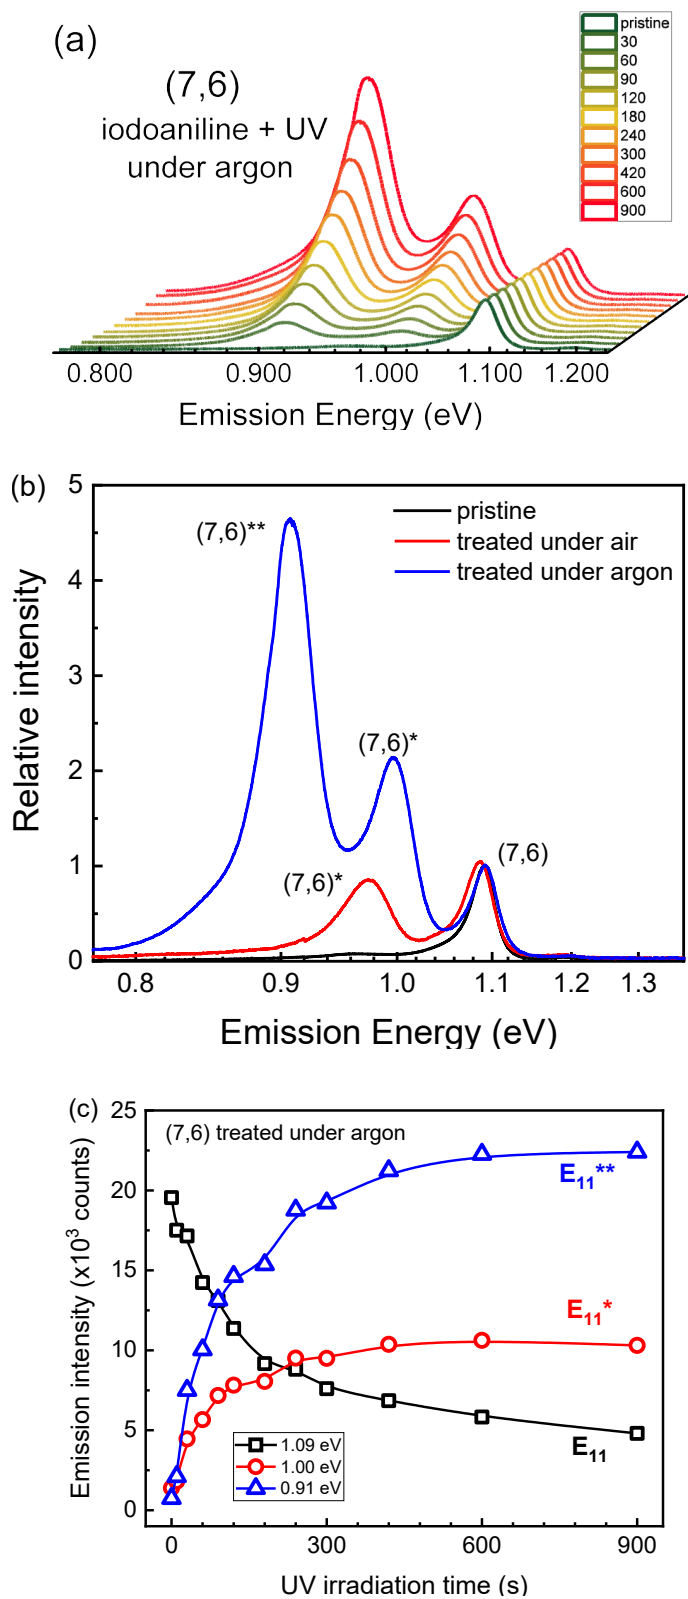 (a)
(7,6)
iodoaniline + UV
under argon
pristine
30
60
90
120
180
240
300
420
600
900
0.800 0.900 1.000 1.100 1.200
Emission Energy (eV)
(b)
5
4
3
2
1
0
Relative intensity
(7,6)**
(7,6)*
(7,6)*
(7,6)
pristine
treated under air
treated under argon
0.8 0.9 1.0 1.1 1.2 1.3
Emission Energy (eV)
(c)
25
20
15
10
5
0
Emission intensity (x10³ counts)
(7,6) treated under argon
E₁₁**
E₁₁*
E₁₁
1.09 eV
1.00 eV
0.91 eV
0 300 600 900
UV irradiation time (s)